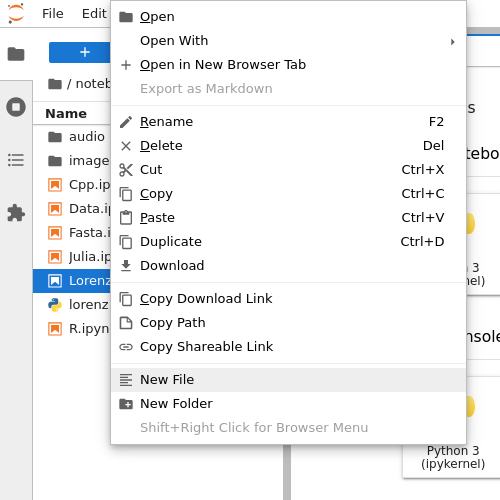 File Edit
/ noteb
Name
audio
image
Cpp.ip
Data.ip
Fasta.i
Julia.ip
Lorenz
lorenz
R.ipyn
Open
Open With
Open in New Browser Tab
Export as Markdown
Rename F2
Delete Del
Cut Ctrl+X
Copy Ctrl+C
Paste Ctrl+V
Duplicate Ctrl+D
Download
Copy Download Link
Copy Path
Copy Shareable Link
New File
New Folder
Shift+Right Click for Browser Menu
s
tebo
3
nel)
nsole
Python 3
(ipykernel)